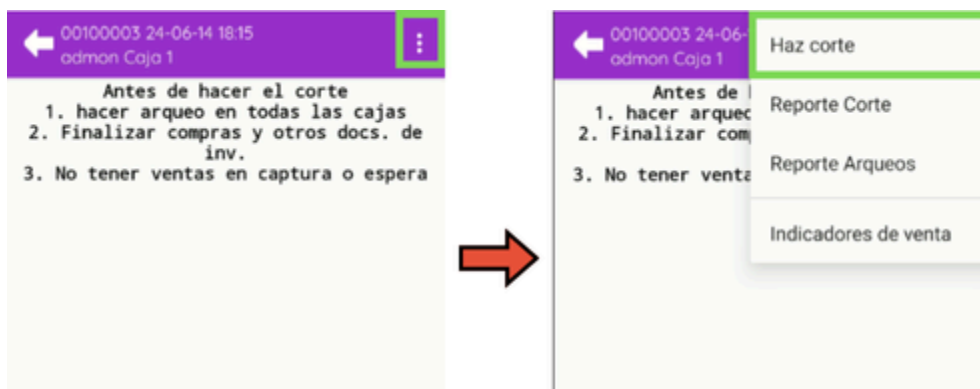 00100003 24-06-14 18:15
admon Caja 1
Antes de hacer el corte
1. hacer arqueo en todas las cajas
2. Finalizar compras y otros docs. de
inv.
3. No tener ventas en captura o espera
00100003 24-06-
admon Caja 1
Antes de
1. hacer arqueo
2. Finalizar com
3. No tener venta
Haz corte
Reporte Corte
Reporte Arqueos
Indicadores de venta